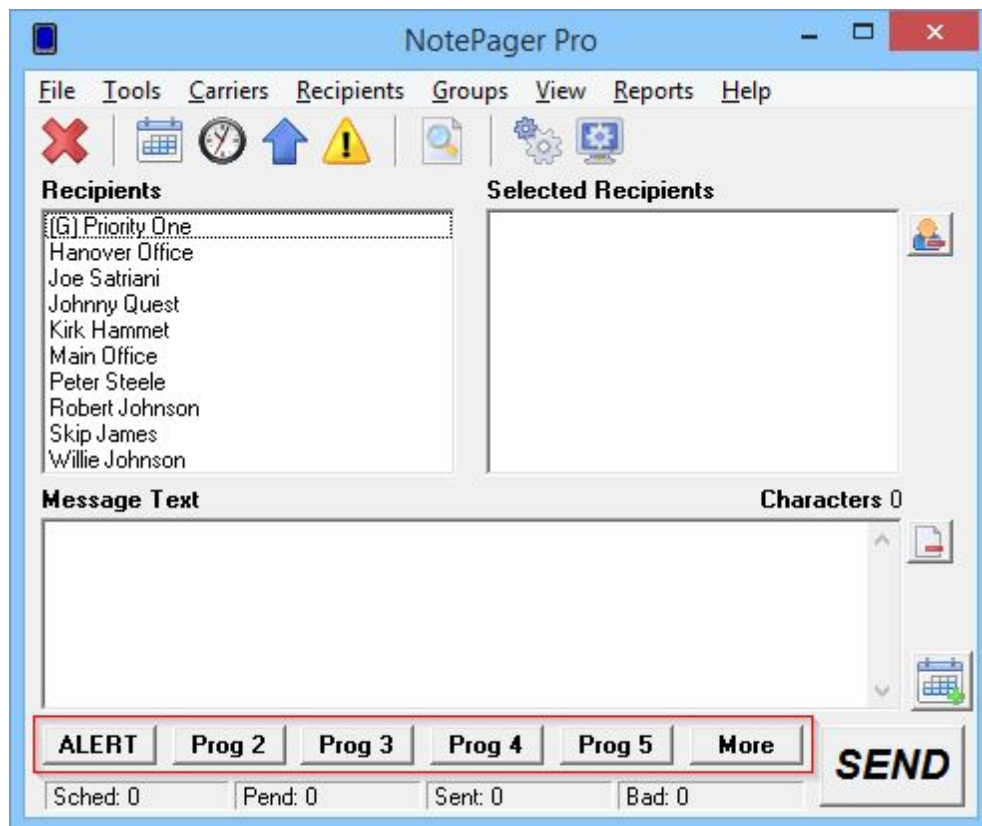 NotePager Pro
File Tools Carriers Recipients Groups View Reports Help
Recipients
(G) Priority One
Hanover Office
Joe Satriani
Johnny Quest
Kirk Hammet
Main Office
Peter Steele
Robert Johnson
Skip James
Willie Johnson
Selected Recipients
Message Text Characters 0
ALERT Prog 2 Prog 3 Prog 4 Prog 5 More SEND
Sched: 0 Pend: 0 Sent: 0 Bad: 0